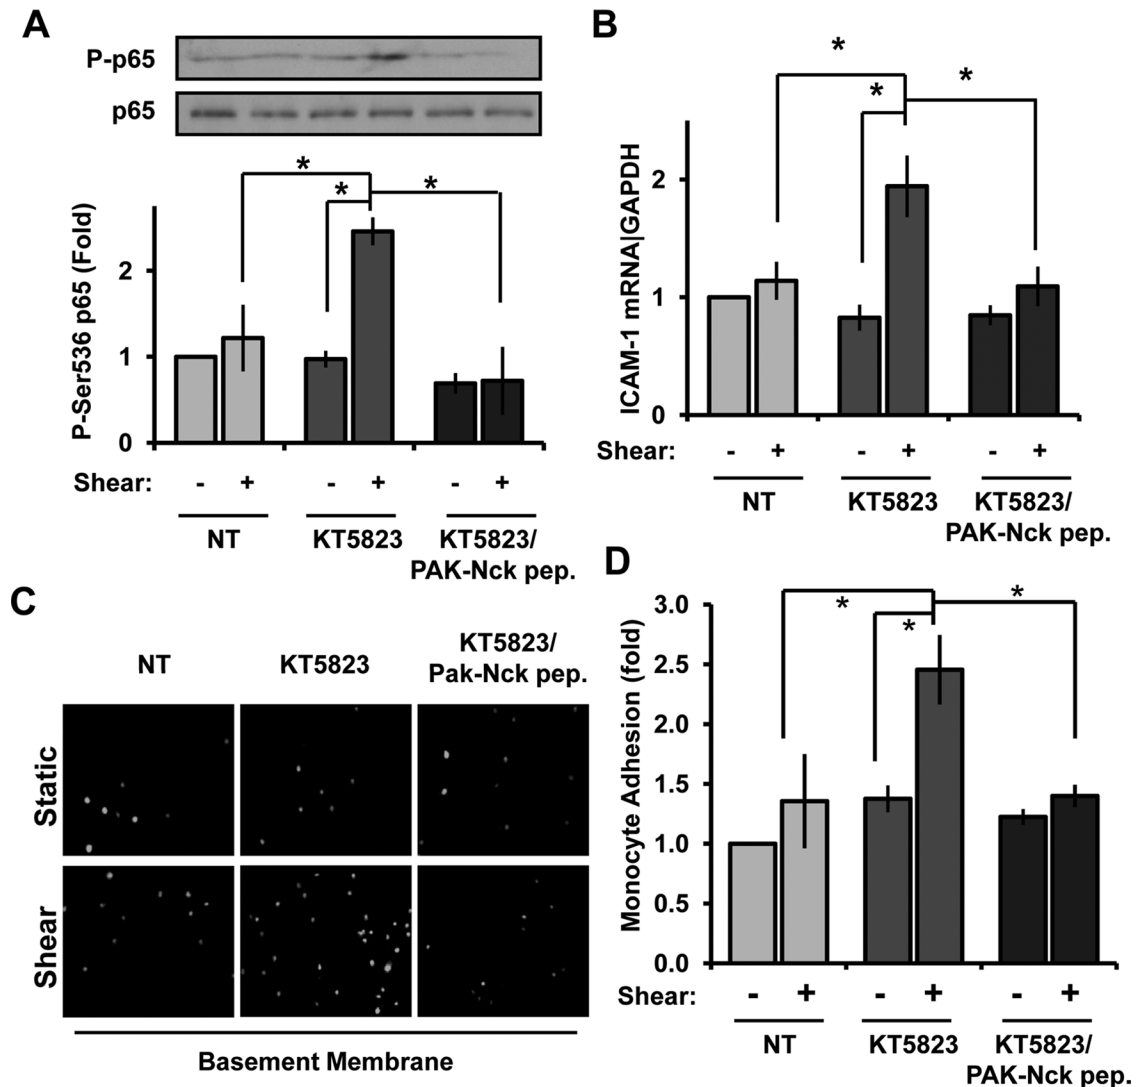 A
P-p65
p65
P-Ser536 p65 (Fold)
2
1
0
*
*
*
Shear:
- + - + - +
NT
KT5823
KT5823/
PAK-Nck pep.
B
ICAM-1 mRNA|GAPDH
2
1
0
*
*
*
Shear:
- + - + - +
NT
KT5823
KT5823/
PAK-Nck pep.
C
NT
KT5823
KT5823/
Pak-Nck pep.
Static
Shear
Basement Membrane
D
Monocyte Adhesion (fold)
3.0
2.5
2.0
1.5
1.0
0.5
0.0
*
*
*
Shear:
- + - + - +
NT
KT5823
KT5823/
PAK-Nck pep.